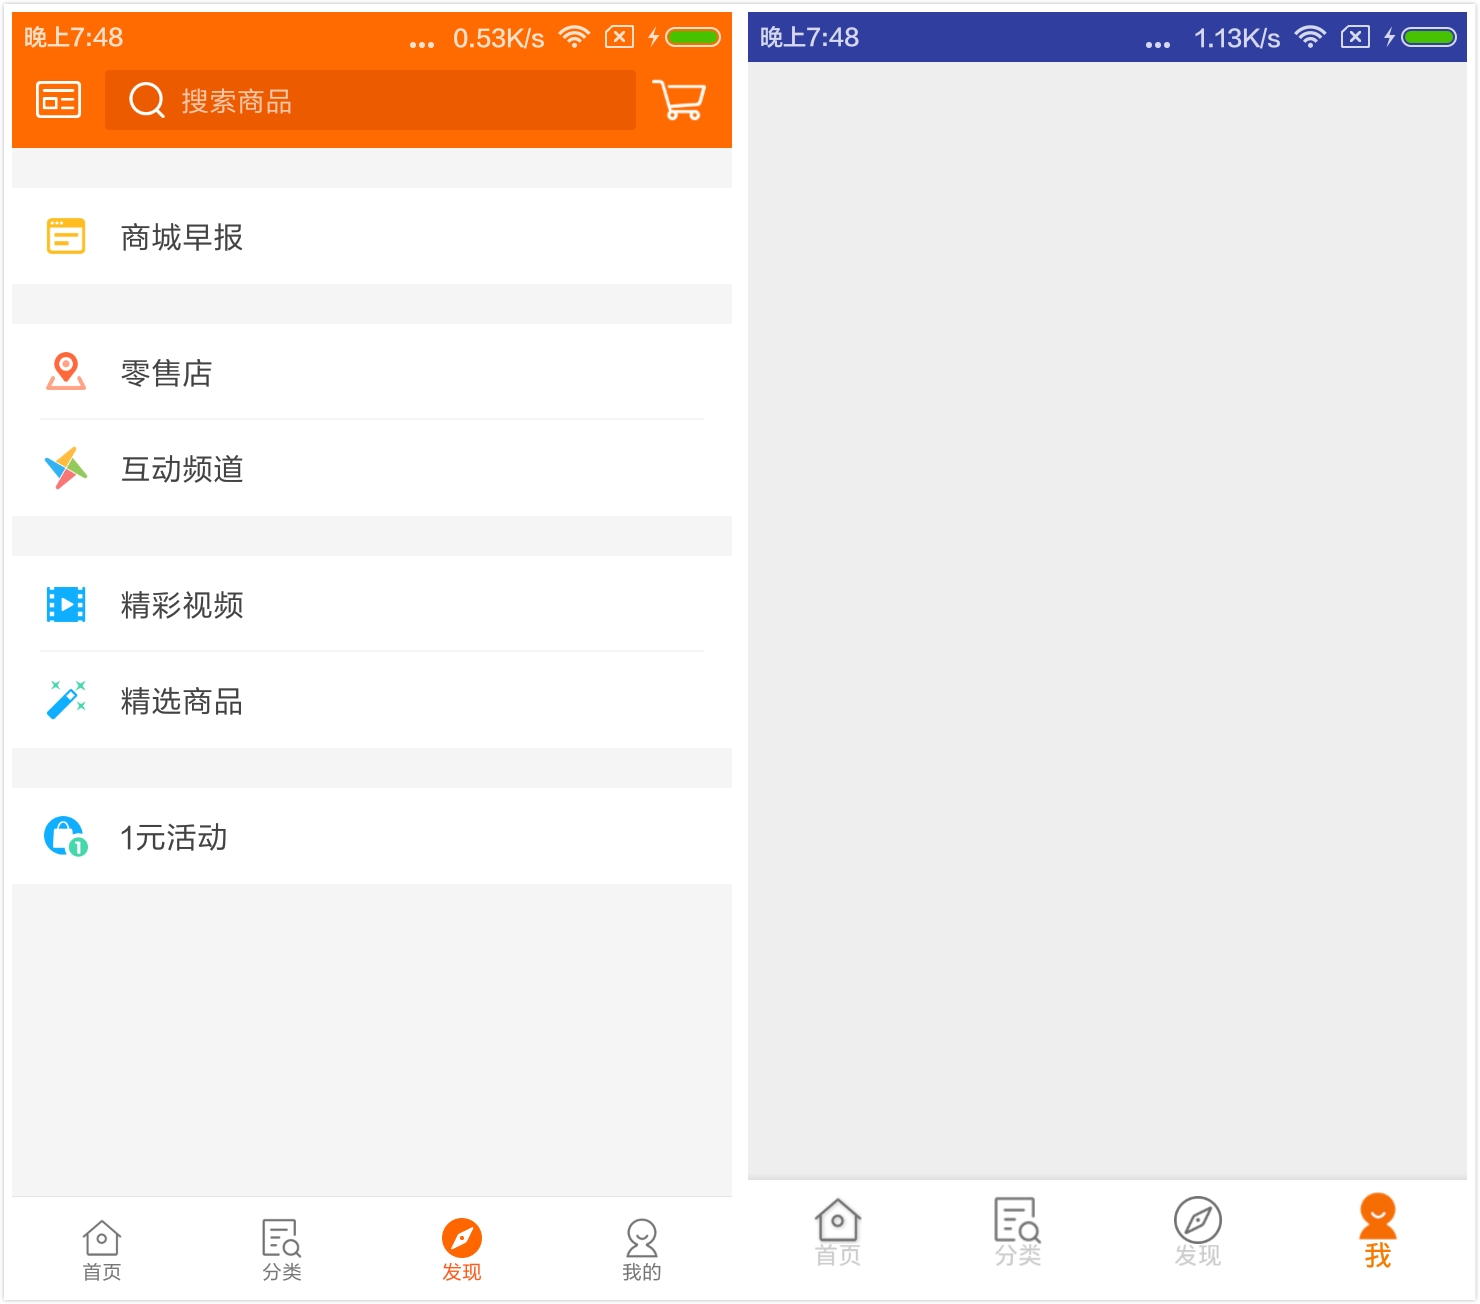 晚上7:48 ... 0.53K/s
搜索商品
商城早报
零售店
互动频道
精彩视频
精选商品
1
1元活动
首页 分类 发现 我的
晚上7:48 ... 1.13K/s
首页 分类 发现 我